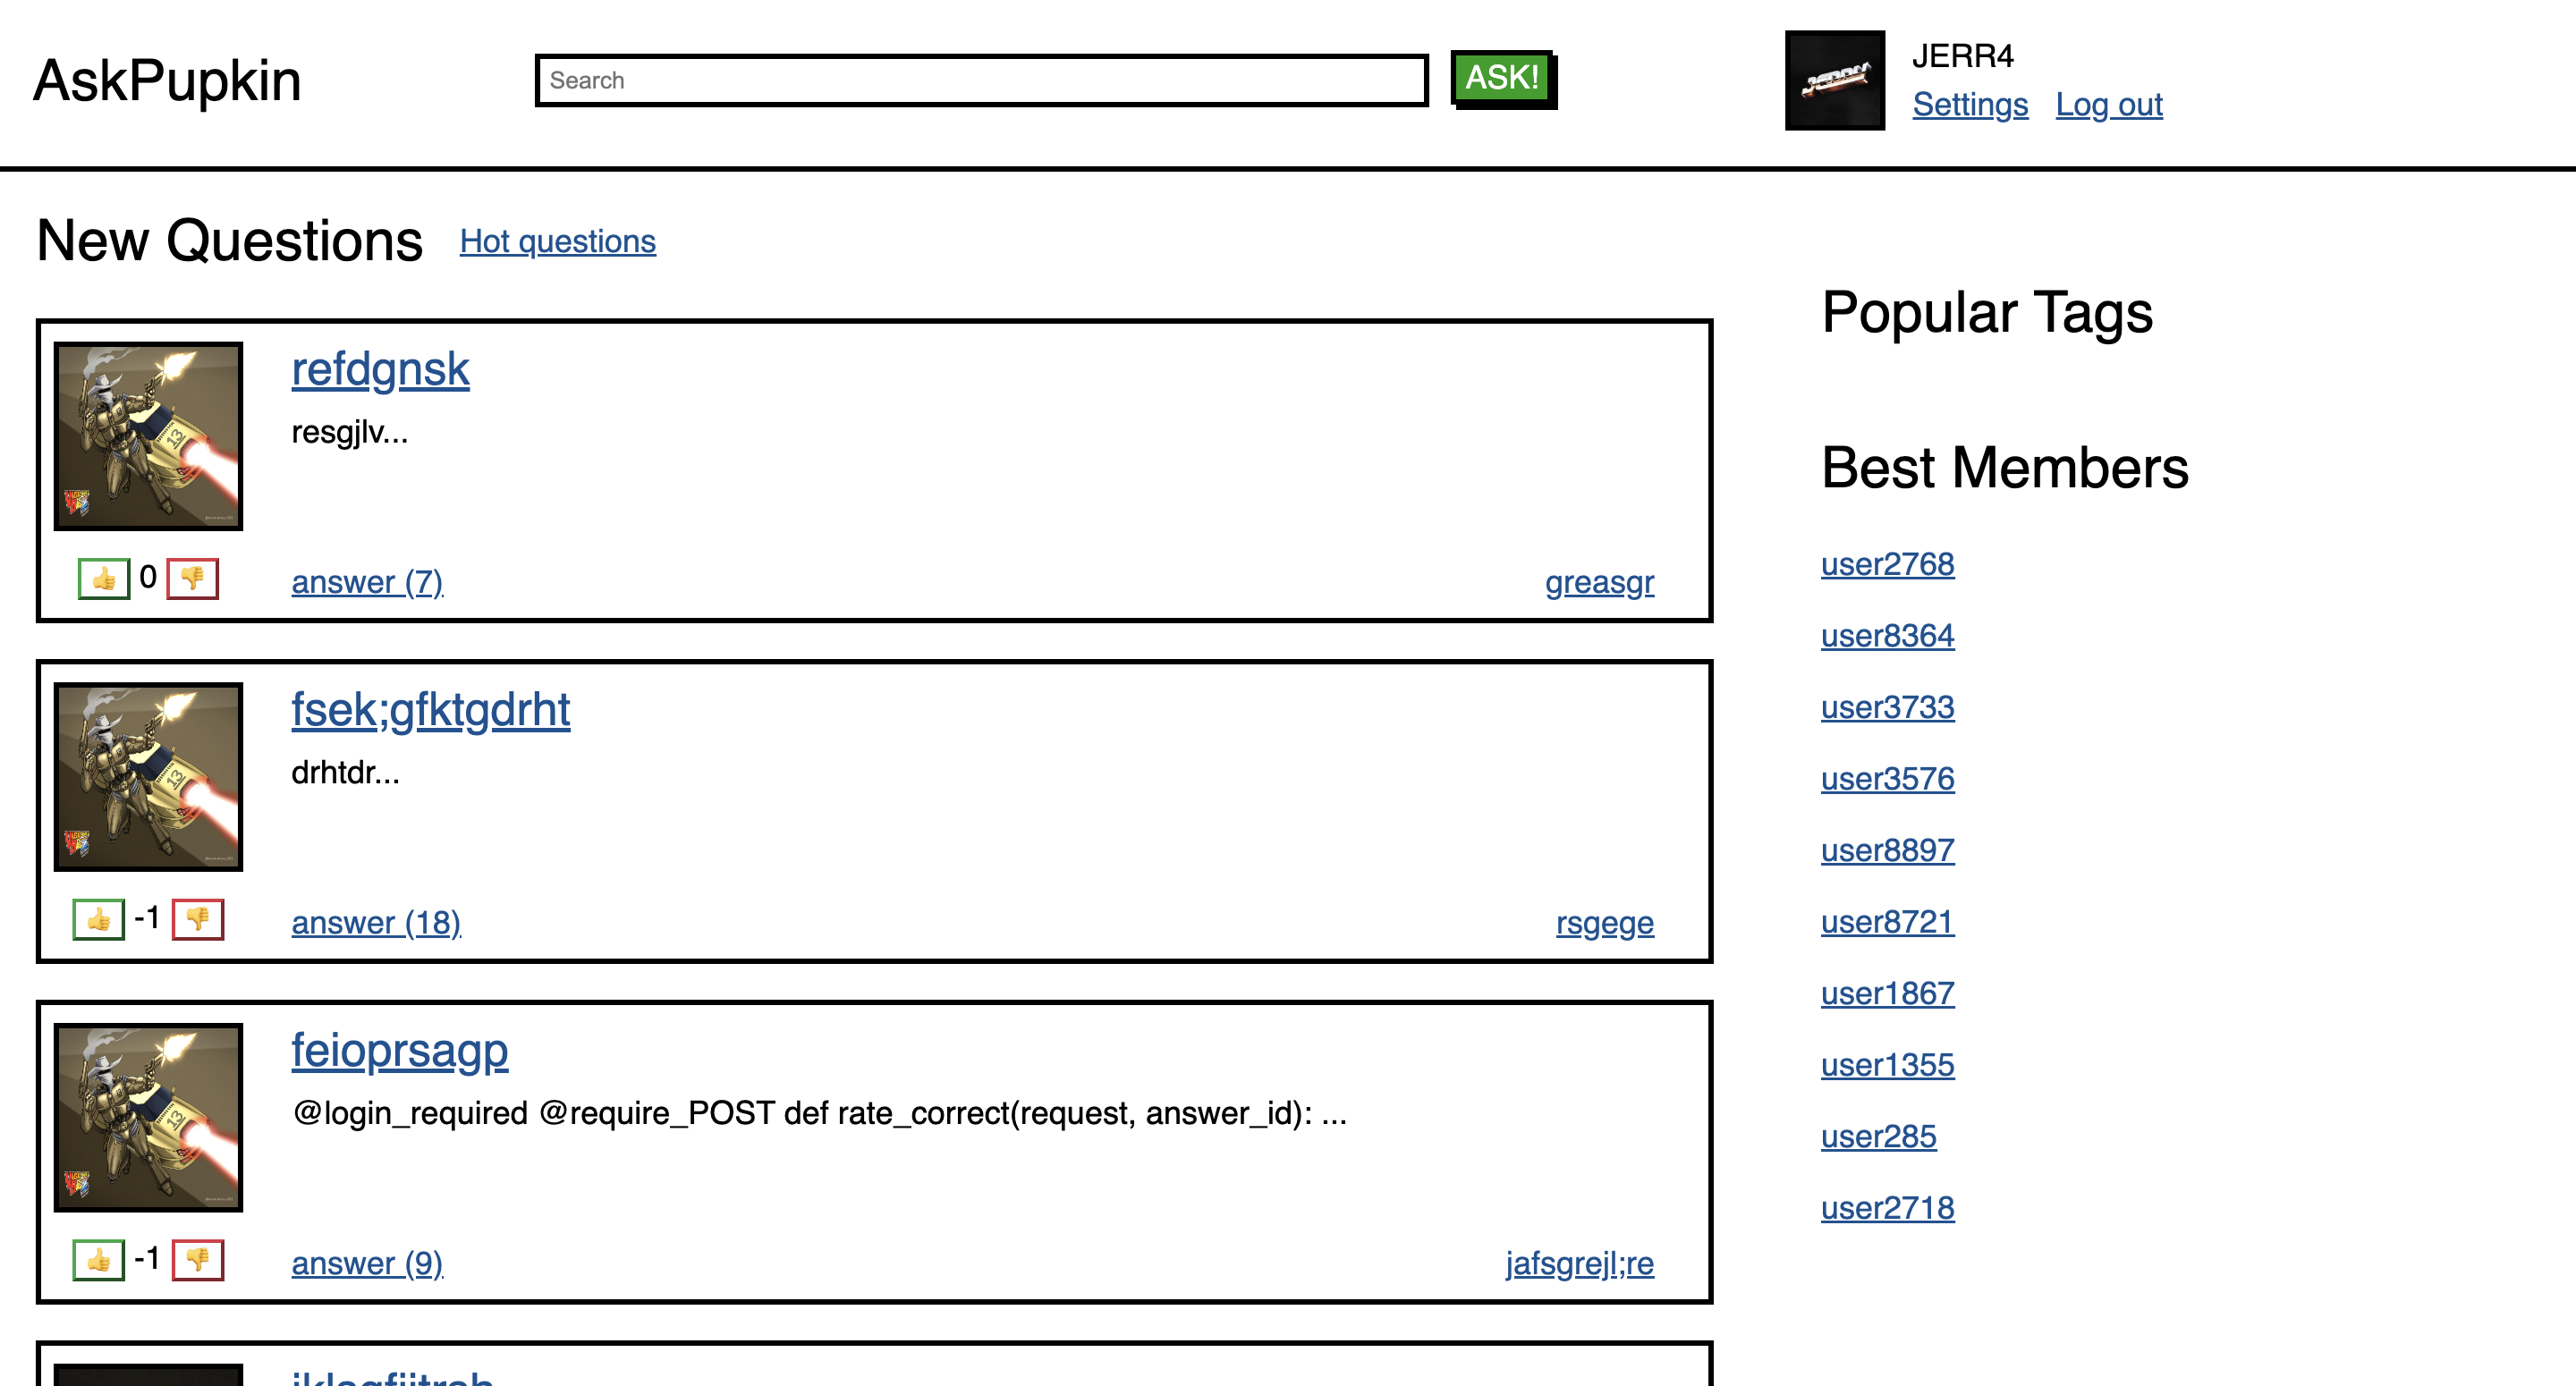 AskPupkin
Search
ASK!
JERR4
Settings Log out
New Questions Hot questions
refdgnsk
resgjlv...
👍 0 👎 answer (7) greasgr
fsek;gfktgdrht
drhtdr...
👍 -1 👎 answer (18) rsgege
feioprsagp
@login_required @require_POST def rate_correct(request, answer_id): ...
👍 -1 👎 answer (9) jafsgrejl;re
Popular Tags
Best Members
user2768
user8364
user3733
user3576
user8897
user8721
user1867
user1355
user285
user2718